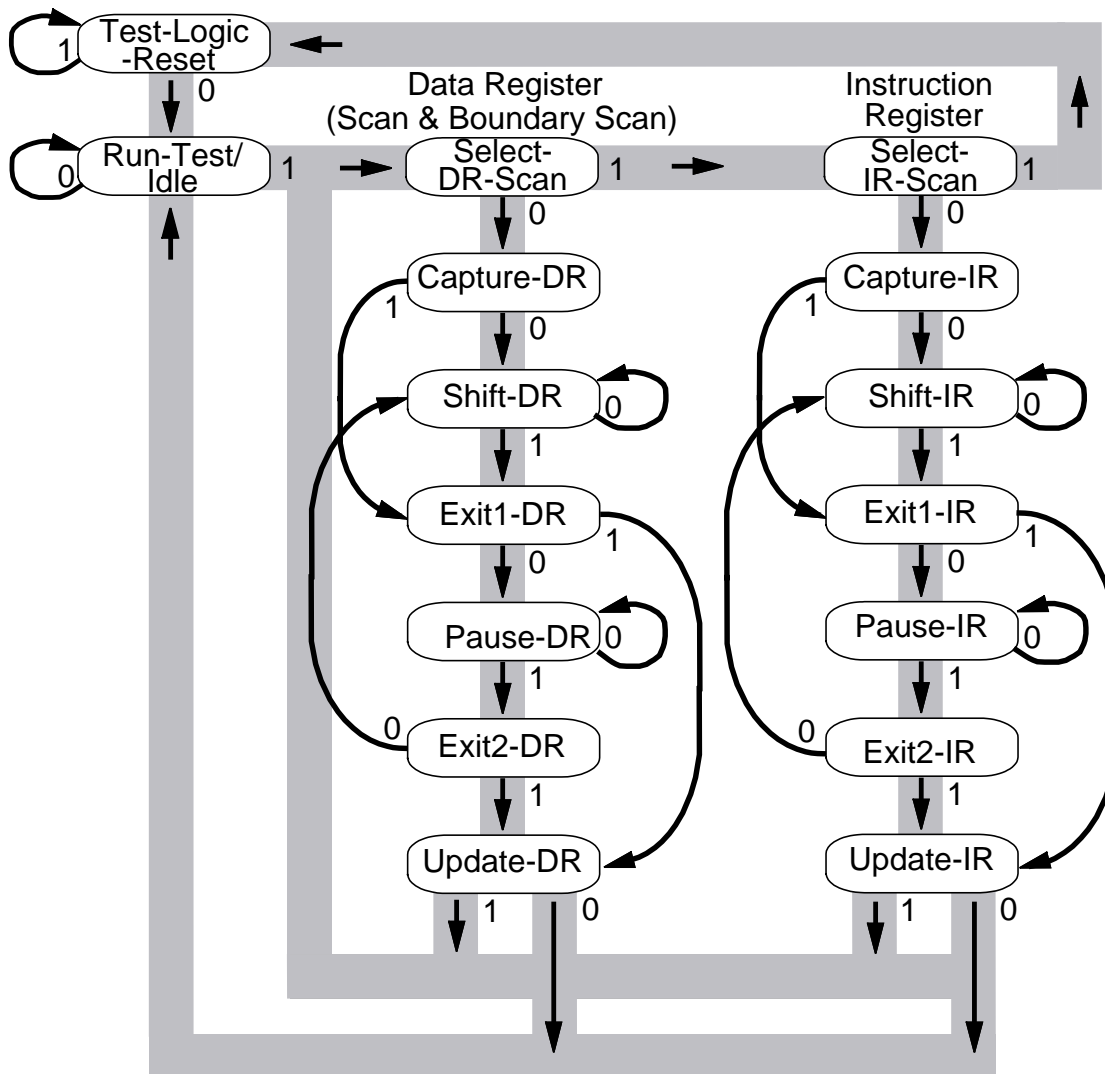 Test-Logic
-Reset
1
0
Data Register
(Scan & Boundary Scan)
Instruction
Register
Run-Test/
Idle
0
1
Select-
DR-Scan
1
0
Select-
IR-Scan
1
0
Capture-DR
1
0
Capture-IR
1
0
Shift-DR
0
1
Shift-IR
0
1
Exit1-DR
1
0
Exit1-IR
1
0
Pause-DR
0
1
Pause-IR
0
1
0
Exit2-DR
1
0
Exit2-IR
1
Update-DR
1
0
Update-IR
1
0